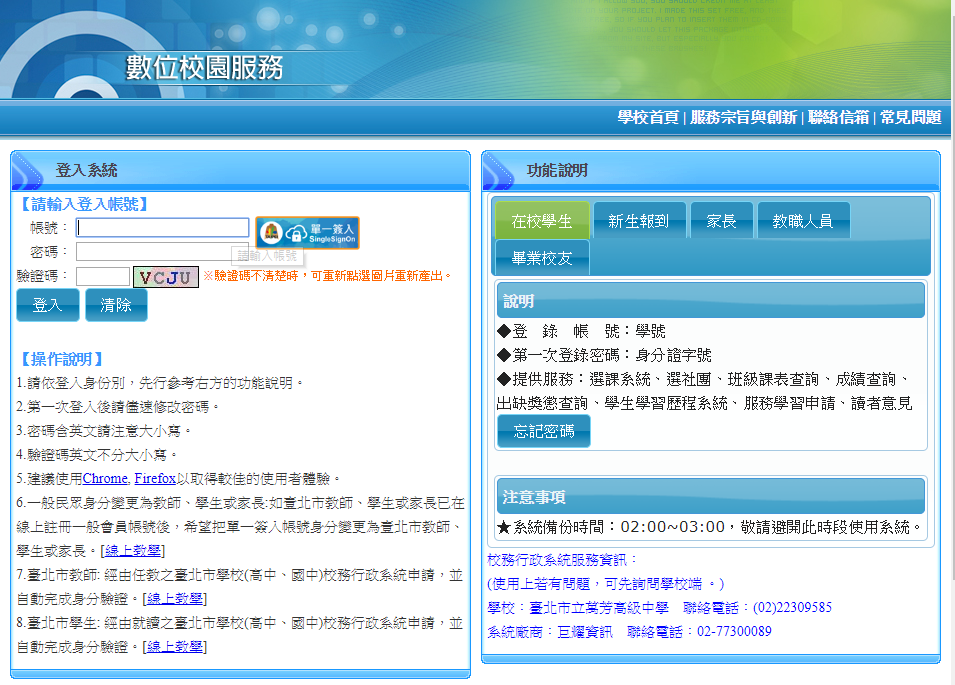 數位校園服務
學校首頁 | 服務宗旨與創新 | 聯絡信箱 | 常見問題
登入系統
【請輸入登入帳號】
帳號：
單一簽入
SingleSignOn
密碼：
請輸入帳號
驗證碼：
VCJU
※驗證碼不清楚時，可重新點選圖片重新產出。
登入
清除
【操作說明】
1.請依登入身份別，先行參考右方的功能說明。
2.第一次登入後請儘速修改密碼。
3.密碼含英文請注意大小寫。
4.驗證碼英文不分大小寫。
5.建議使用Chrome, Firefox以取得較佳的使用者體驗。
6.一般民眾身分變更為教師、學生或家長:如臺北市教師、學生或家長已在
線上註冊一般會員帳號後，希望把單一簽入帳號身分變更為臺北市教師、
學生或家長。[線上教學]
7.臺北市教師: 經由任教之臺北市學校(高中、國中)校務行政系統申請，並
自動完成身分驗證。[線上教學]
8.臺北市學生: 經由就讀之臺北市學校(高中、國中)校務行政系統申請，並
自動完成身分驗證。[線上教學]
功能說明
在校學生
新生報到
家長
教職人員
畢業校友
說明
◆登　錄　帳　號：學號
◆第一次登錄密碼：身分證字號
◆提供服務：選課系統、選社團、班級課表查詢、成績查詢、
出缺獎懲查詢、學生學習歷程系統、服務學習申請、讀者意見
忘記密碼
注意事項
★系統備份時間：02:00~03:00，敬請避開此時段使用系統。
校務行政系統服務資訊：
(使用上若有問題，可先詢問學校端 。)
學校：臺北市立萬芳高級中學　聯絡電話：(02)22309585
系統廠商：巨耀資訊　聯絡電話：02-77300089